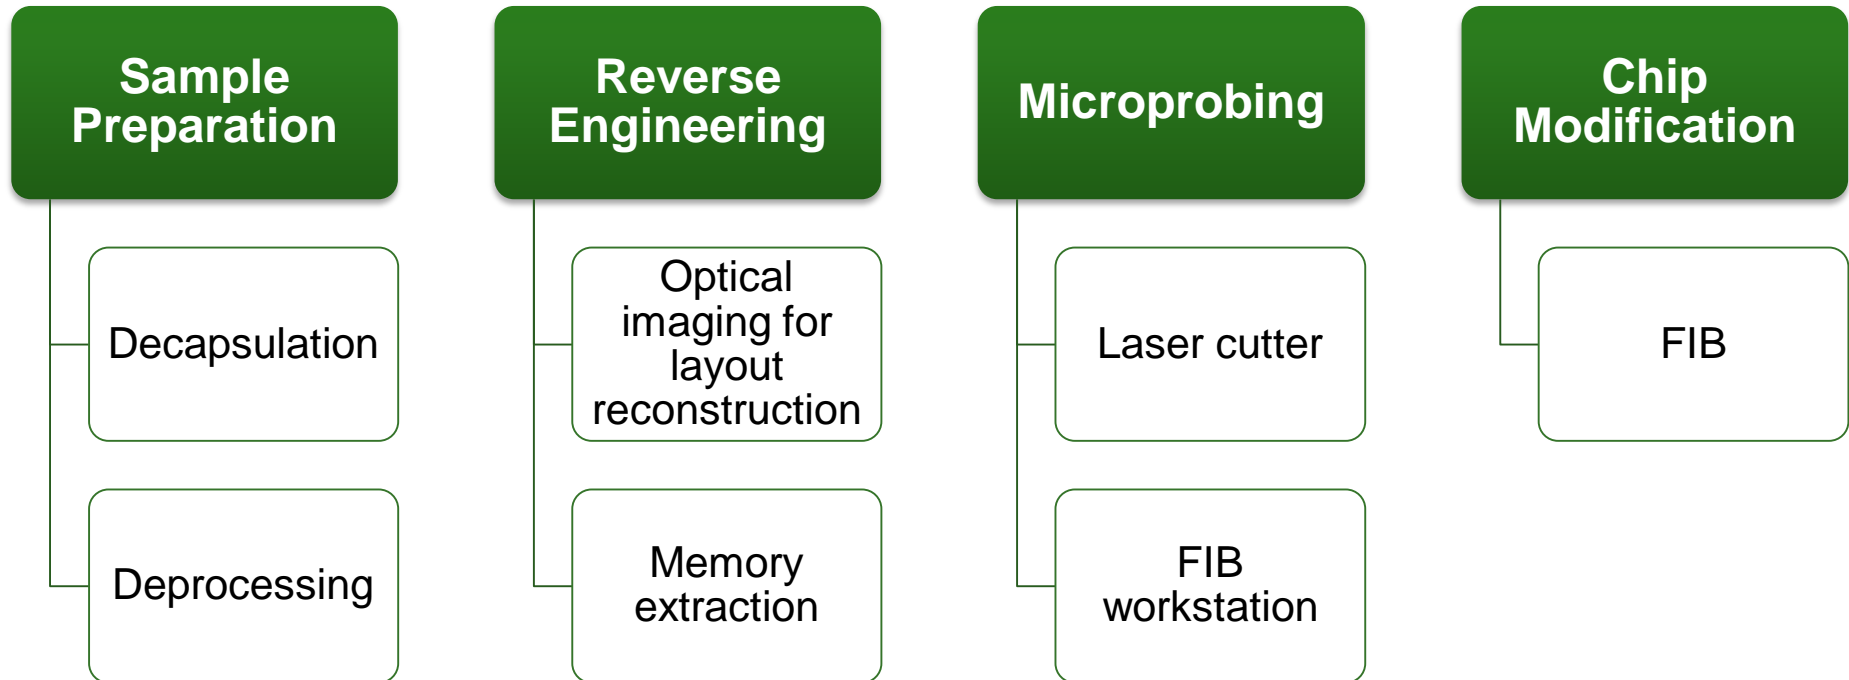 Sample
Preparation
Decapsulation
Deprocessing
Reverse
Engineering
Optical
imaging for
layout
reconstruction
Memory
extraction
Microprobing
Laser cutter
FIB
workstation
Chip
Modification
FIB